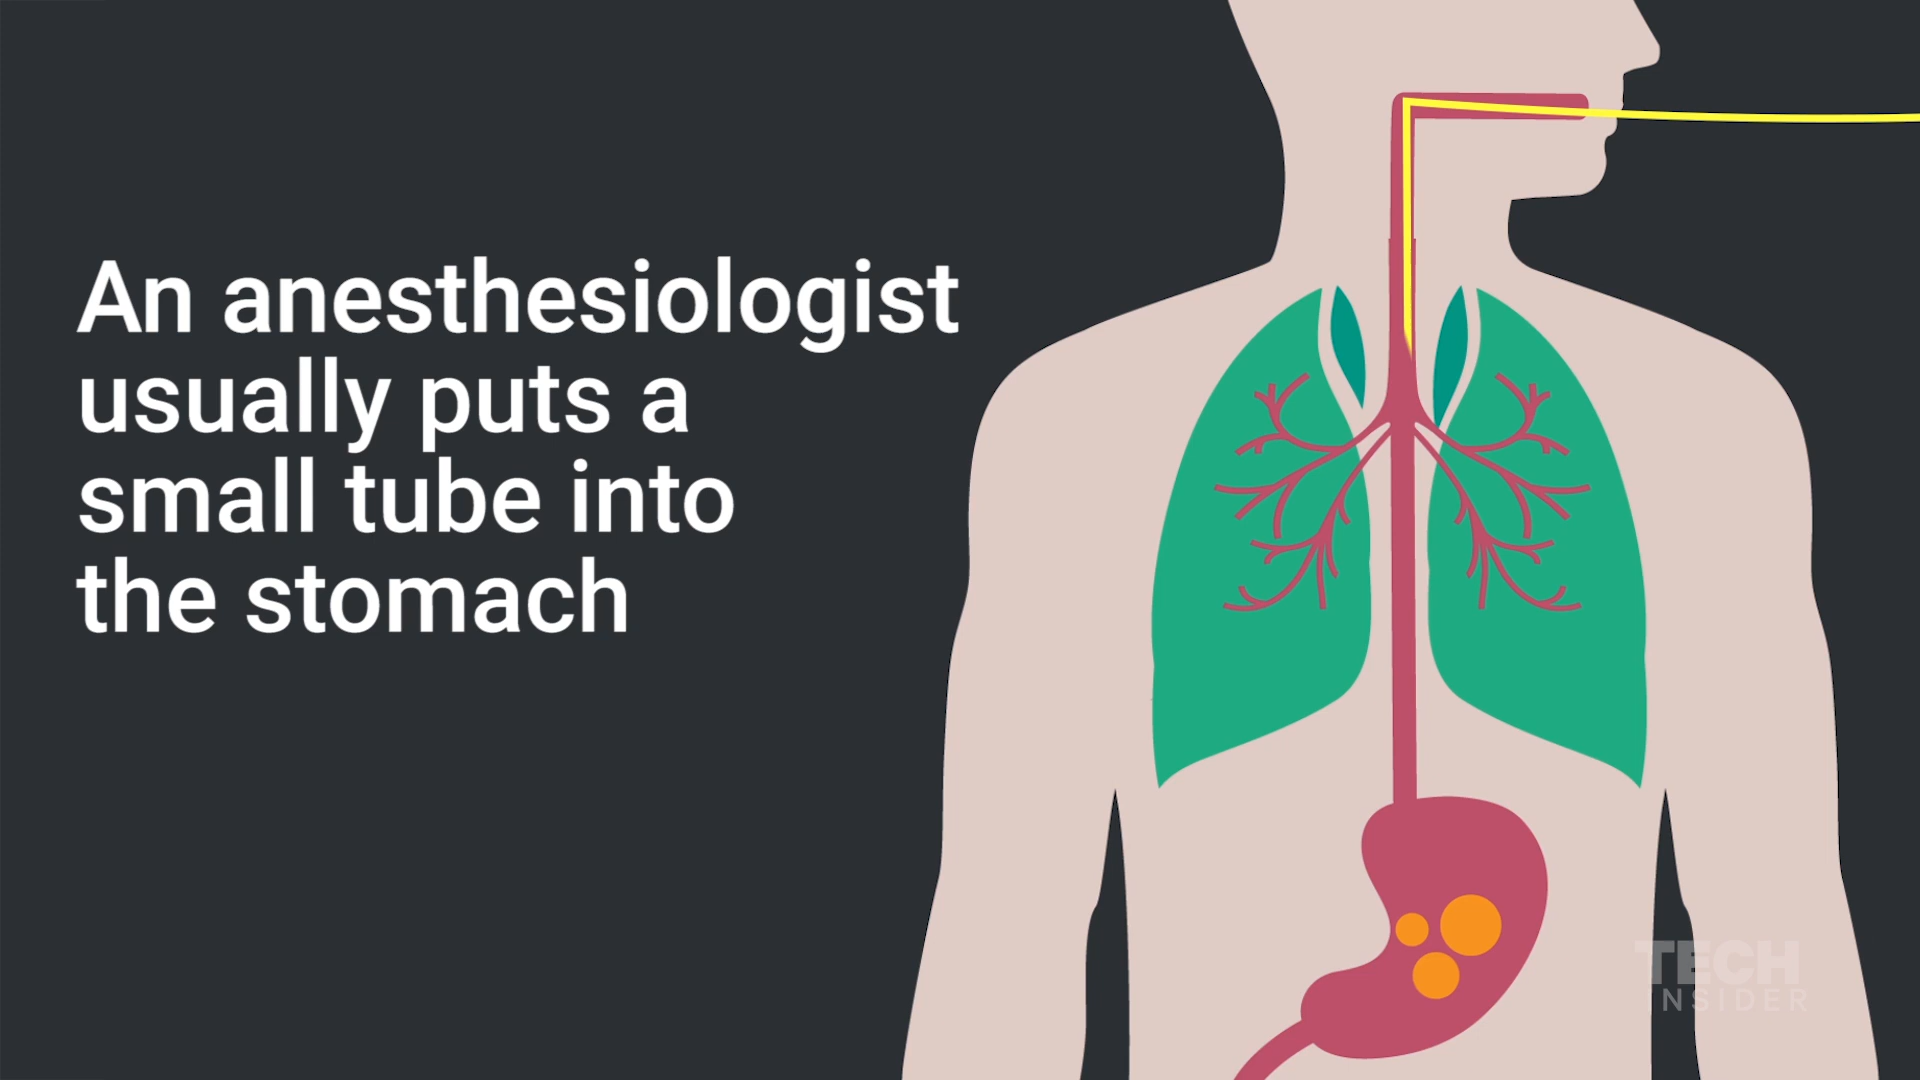 An anesthesiologist
usually puts a
small tube into
the stomach
TECH
INSIDER